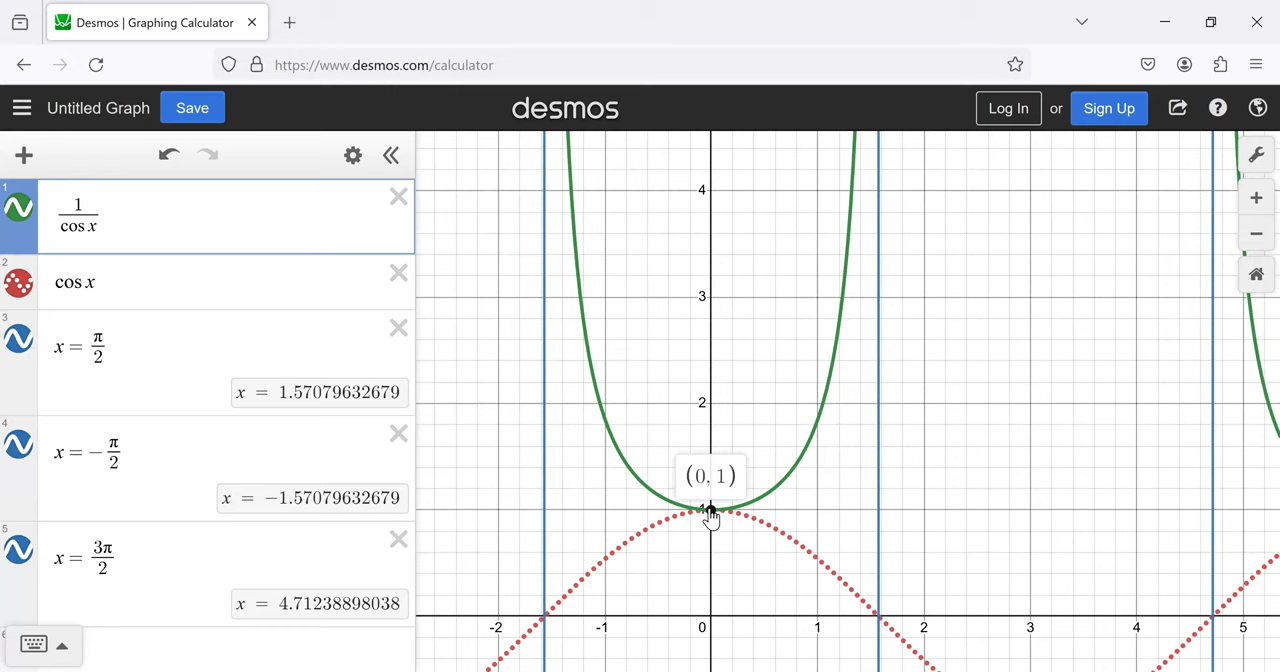 Desmos | Graphing Calculator
https://www.desmos.com/calculator
Untitled Graph Save desmos Log In or Sign Up
1
1
cos x
2
cos x
3
x = π/2
x = 1.57079632679
4
x = − π/2
x = −1.57079632679
5
x = 3π/2
x = 4.71238898038
4
3
2
(0, 1)
1
-2 -1 0 1 2 3 4 5